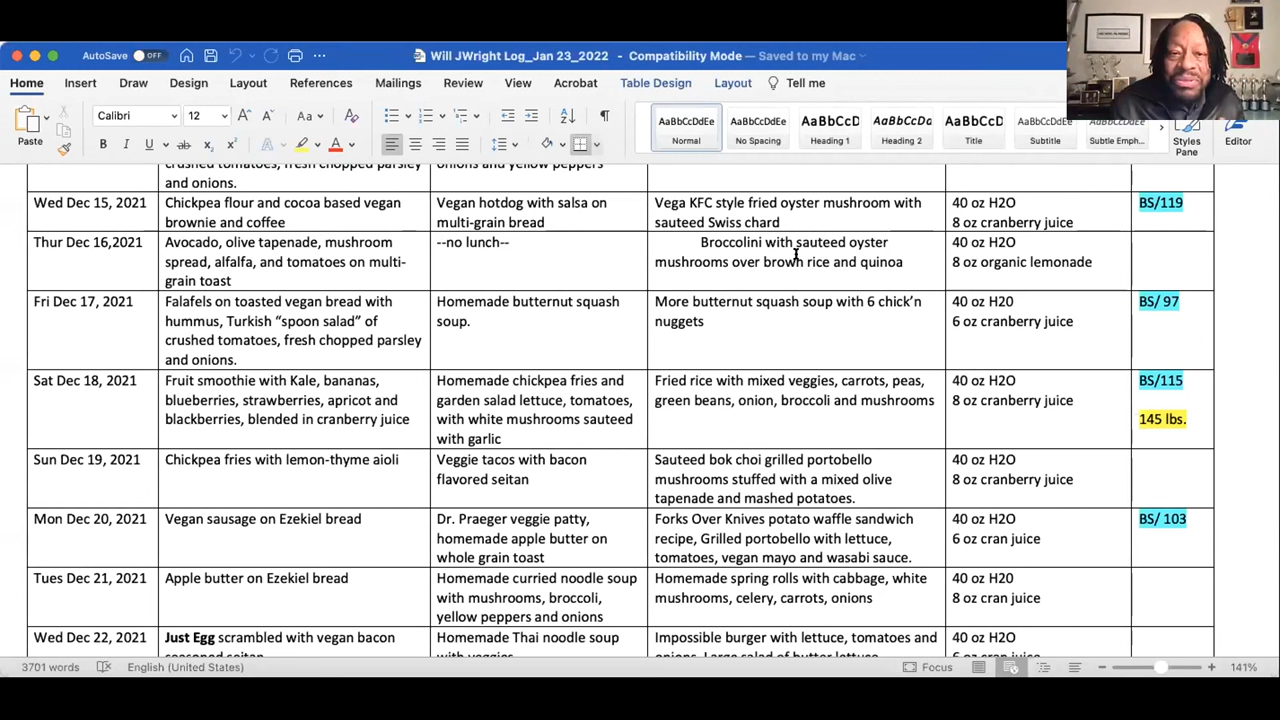 AutoSave OFF
Will JWright Log_Jan 23_2022 - Compatibility Mode — Saved to my Mac
Home Insert Draw Design Layout References Mailings Review View Acrobat Table Design Layout Tell me
Paste
Calibri 12
AaBbCcDdEe Normal
AaBbCcDdEe No Spacing
AaBbCcD Heading 1
AaBbCcDdEe Heading 2
AaBbCcD Title
AaBbCcDdEe Subtitle
AaBbCcDdEe Subtle Emph...
Styles
Pane
Editor
crushed tomatoes, fresh chopped parsley
and onions.
onions and yellow peppers
Wed Dec 15, 2021
Chickpea flour and cocoa based vegan
brownie and coffee
Vegan hotdog with salsa on
multi-grain bread
Vega KFC style fried oyster mushroom with
sauteed Swiss chard
40 oz H2O
8 oz cranberry juice
BS/119
Thur Dec 16,2021
Avocado, olive tapenade, mushroom
spread, alfalfa, and tomatoes on multi-
grain toast
--no lunch--
Broccolini with sauteed oyster
mushrooms over brown rice and quinoa
40 oz H2O
8 oz organic lemonade
Fri Dec 17, 2021
Falafels on toasted vegan bread with
hummus, Turkish “spoon salad” of
crushed tomatoes, fresh chopped parsley
and onions.
Homemade butternut squash
soup.
More butternut squash soup with 6 chick’n
nuggets
40 oz H20
6 oz cranberry juice
BS/ 97
Sat Dec 18, 2021
Fruit smoothie with Kale, bananas,
blueberries, strawberries, apricot and
blackberries, blended in cranberry juice
Homemade chickpea fries and
garden salad lettuce, tomatoes,
with white mushrooms sauteed
with garlic
Fried rice with mixed veggies, carrots, peas,
green beans, onion, broccoli and mushrooms
40 oz H2O
8 oz cranberry juice
BS/115
145 lbs.
Sun Dec 19, 2021
Chickpea fries with lemon-thyme aioli
Veggie tacos with bacon
flavored seitan
Sauteed bok choi grilled portobello
mushrooms stuffed with a mixed olive
tapenade and mashed potatoes.
40 oz H2O
8 oz cranberry juice
Mon Dec 20, 2021
Vegan sausage on Ezekiel bread
Dr. Praeger veggie patty,
homemade apple butter on
whole grain toast
Forks Over Knives potato waffle sandwich
recipe, Grilled portobello with lettuce,
tomatoes, vegan mayo and wasabi sauce.
40 oz H2O
6 oz cran juice
BS/ 103
Tues Dec 21, 2021
Apple butter on Ezekiel bread
Homemade curried noodle soup
with mushrooms, broccoli,
yellow peppers and onions
Homemade spring rolls with cabbage, white
mushrooms, celery, carrots, onions
40 oz H20
8 oz cran juice
Wed Dec 22, 2021
Just Egg scrambled with vegan bacon
seasoned seitan
Homemade Thai noodle soup
with veggies
Impossible burger with lettuce, tomatoes and
onions. Large salad of butter lettuce
40 oz H2O
6 oz cran juice
3701 words English (United States) Focus 141%